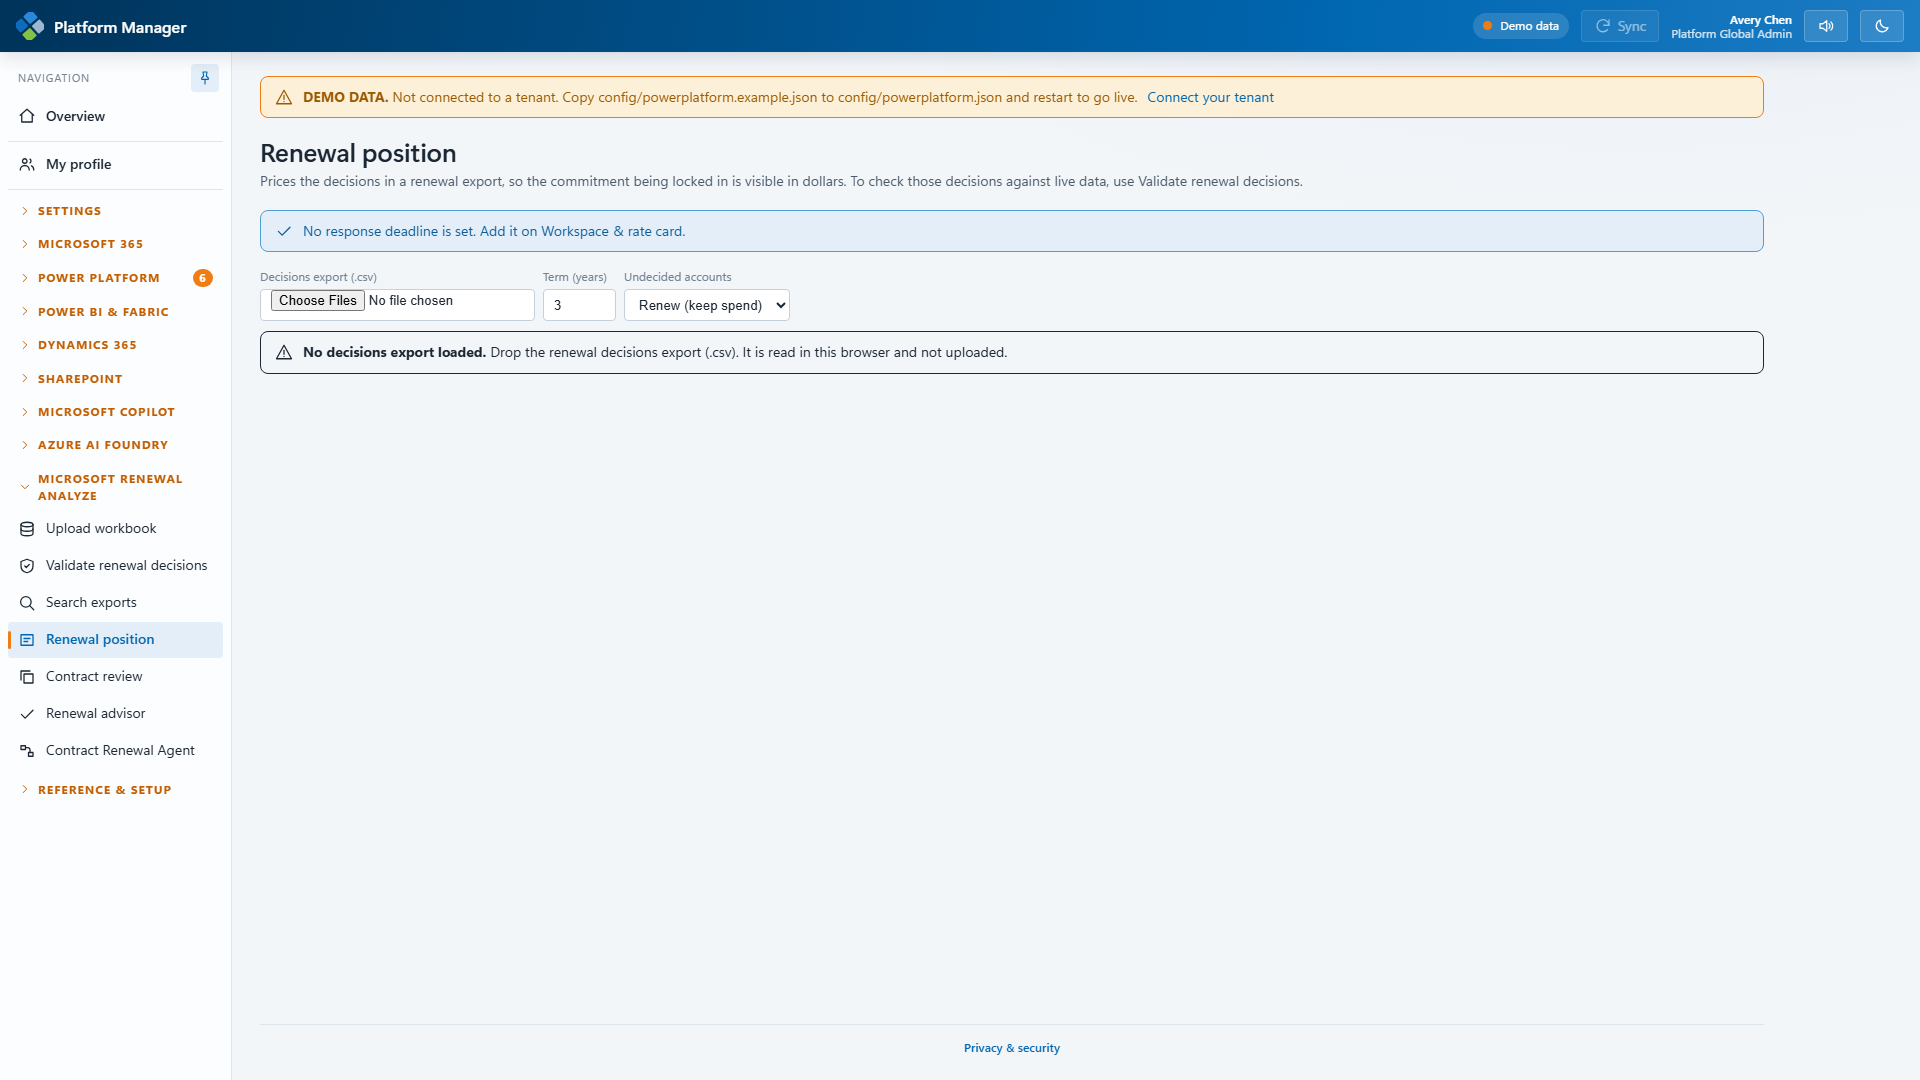 Platform Manager
Demo data
Sync
Avery Chen
Platform Global Admin
NAVIGATION
Overview
My profile
SETTINGS
MICROSOFT 365
POWER PLATFORM 6
POWER BI & FABRIC
DYNAMICS 365
SHAREPOINT
MICROSOFT COPILOT
AZURE AI FOUNDRY
MICROSOFT RENEWAL
ANALYZE
Upload workbook
Validate renewal decisions
Search exports
Renewal position
Contract review
Renewal advisor
Contract Renewal Agent
REFERENCE & SETUP
DEMO DATA. Not connected to a tenant. Copy config/powerplatform.example.json to config/powerplatform.json and restart to go live. Connect your tenant
Renewal position
Prices the decisions in a renewal export, so the commitment being locked in is visible in dollars. To check those decisions against live data, use Validate renewal decisions.
No response deadline is set. Add it on Workspace & rate card.
Decisions export (.csv) Term (years) Undecided accounts
Choose Files No file chosen 3 Renew (keep spend)
No decisions export loaded. Drop the renewal decisions export (.csv). It is read in this browser and not uploaded.
Privacy & security